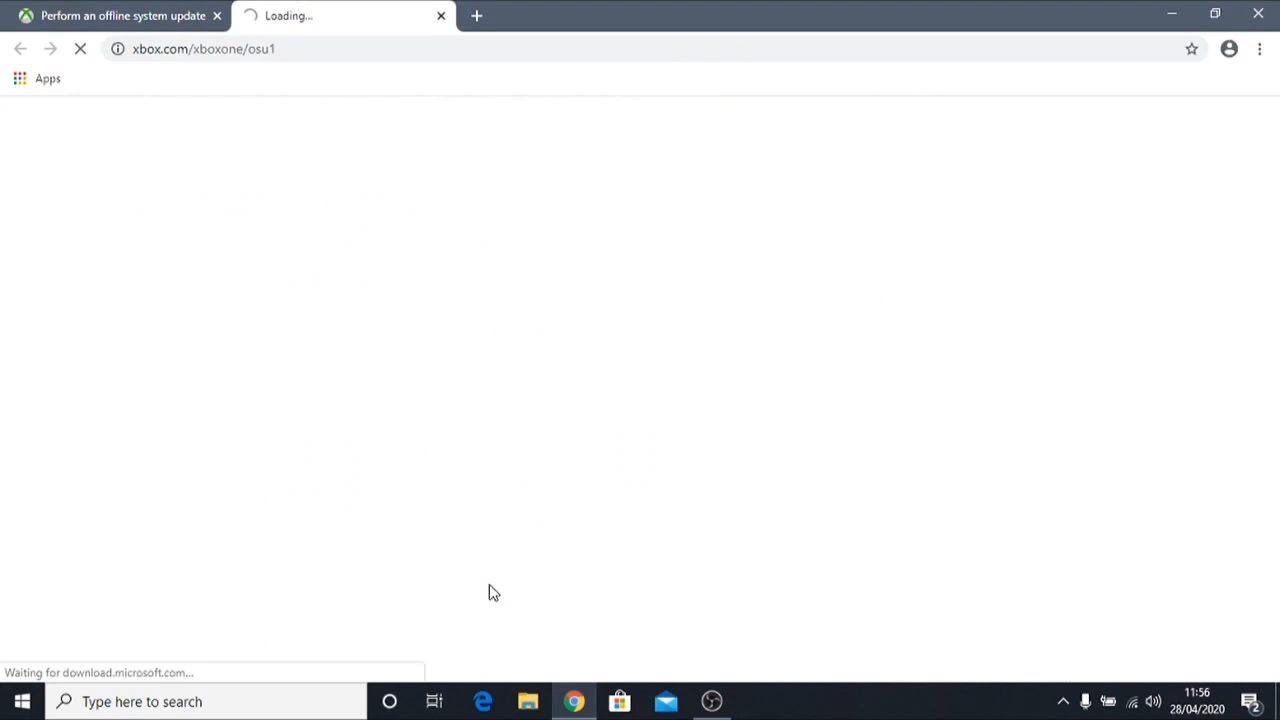 Perform an offline system update
Loading...
xbox.com/xboxone/osu1
Apps
Waiting for download.microsoft.com...
Type here to search
11:56
28/04/2020
2